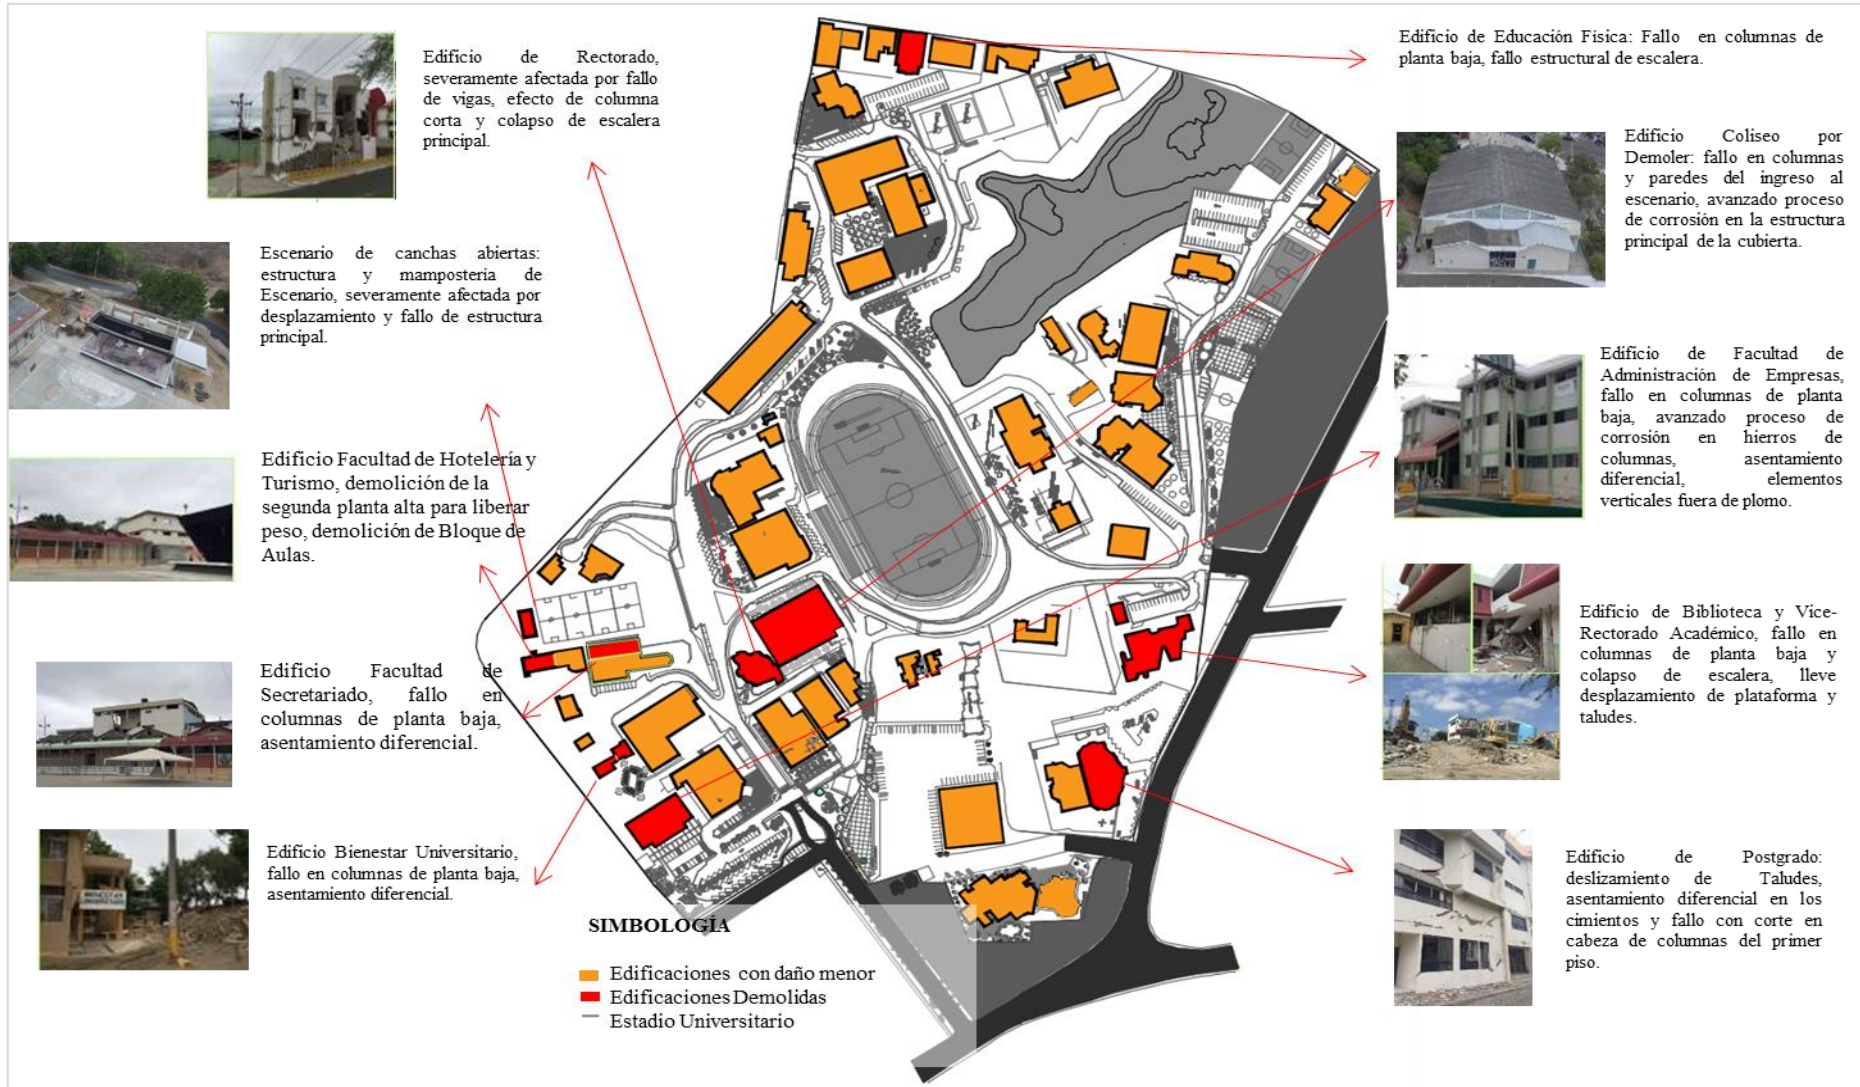 Edificio de Rectorado,
severamente afectada por fallo
de vigas, efecto de columna
corta y colapso de escalera
principal.
Escenario de canchas abiertas:
estructura y mampostería de
Escenario, severamente afectada por
desplazamiento y fallo de estructura
principal.
Edificio Facultad de Hotelería y
Turismo, demolición de la
segunda planta alta para liberar
peso, demolición de Bloque de
Aulas.
Edificio Facultad de
Secretariado, fallo en
columnas de planta baja,
asentamiento diferencial.
BIENESTAR
UNIVERSITARIO
Edificio Bienestar Universitario,
fallo en columnas de planta baja,
asentamiento diferencial.
SIMBOLOGÍA
Edificaciones con daño menor
Edificaciones Demolidas
Estadio Universitario
Edificio de Educación Física: Fallo en columnas de
planta baja, fallo estructural de escalera.
Edificio Coliseo por
Demoler: fallo en columnas
y paredes del ingreso al
escenario, avanzado proceso
de corrosión en la estructura
principal de la cubierta.
Edificio de Facultad de
Administración de Empresas,
fallo en columnas de planta
baja, avanzado proceso de
corrosión en hierros de
columnas, asentamiento
diferencial, elementos
verticales fuera de plomo.
Edificio de Biblioteca y Vice-
Rectorado Académico, fallo en
columnas de planta baja y
colapso de escalera, lleve
desplazamiento de plataforma y
taludes.
Edificio de Postgrado:
deslizamiento de Taludes,
asentamiento diferencial en los
cimientos y fallo con corte en
cabeza de columnas del primer
piso.